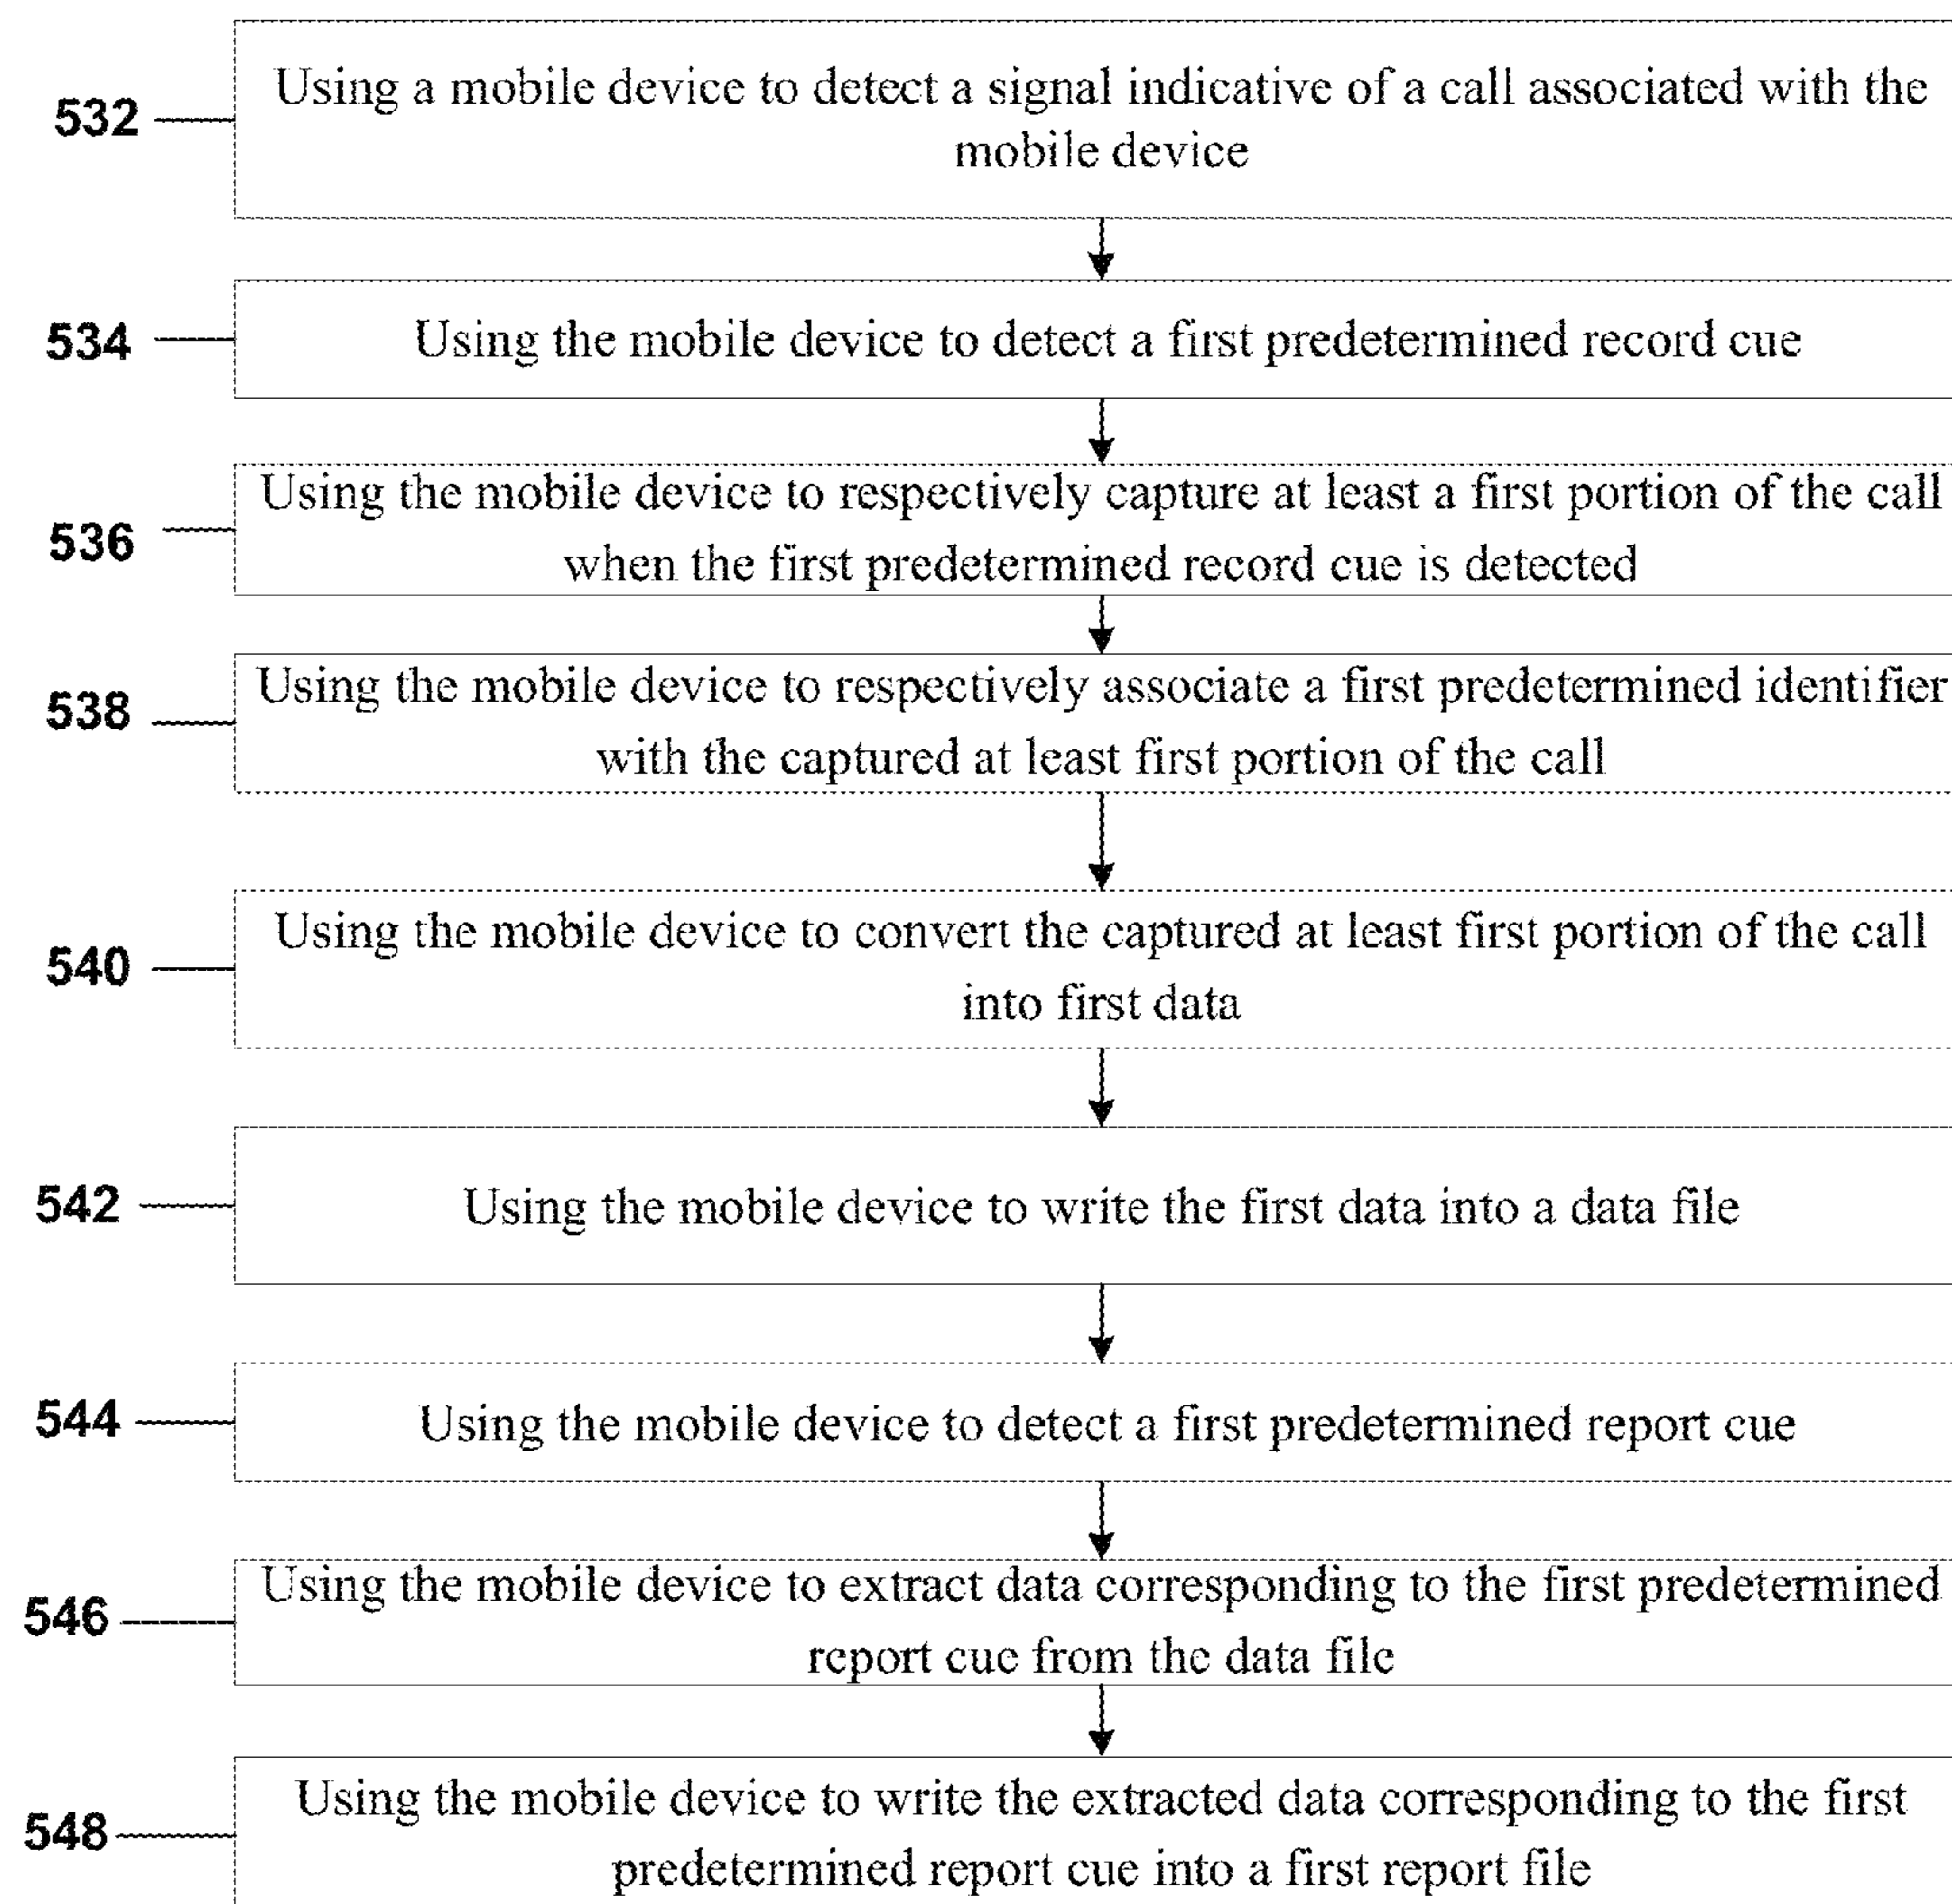 532
Using a mobile device to detect a signal indicative of a call associated with the
mobile device
534
Using the mobile device to detect a first predetermined record cue
536
Using the mobile device to respectively capture at least a first portion of the call
when the first predetermined record cue is detected
538
Using the mobile device to respectively associate a first predetermined identifier
with the captured at least first portion of the call
540
Using the mobile device to convert the captured at least first portion of the call
into first data
542
Using the mobile device to write the first data into a data file
544
Using the mobile device to detect a first predetermined report cue
546
Using the mobile device to extract data corresponding to the first predetermined
report cue from the data file
548
Using the mobile device to write the extracted data corresponding to the first
predetermined report cue into a first report file